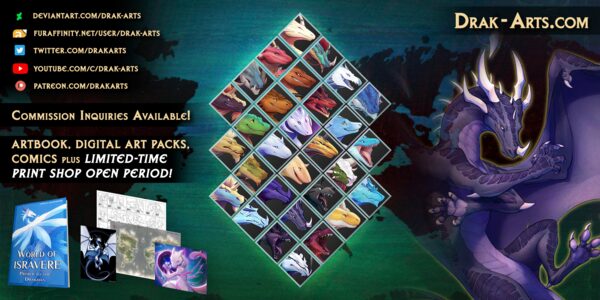 DEVIANTART.COM/DRAK-ARTS
FURAFFINITY.NET/USER/DRAK-ARTS
TWITTER.COM/DRAKARTS
YOUTUBE.COM/C/DRAK-ARTS
PATREON.COM/DRAKARTS
COMMISSION INQUIRIES AVAILABLE!
ARTBOOK, DIGITAL ART PACKS,
COMICS PLUS LIMITED-TIME
PRINT SHOP OPEN PERIOD!
WORLD OF
ISRAVERE
DRAK-ARTS.COM